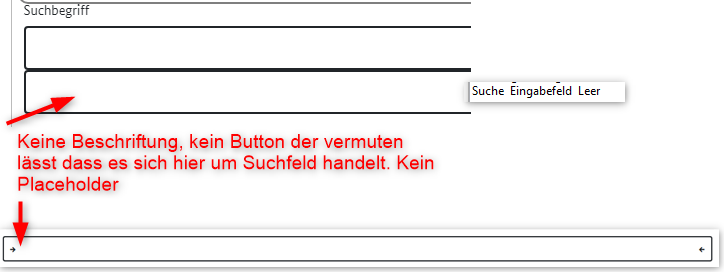 Suchbegriff
Suche Eingabefeld Leer
Keine Beschriftung, kein Button der vermuten
lässt dass es sich hier um Suchfeld handelt. Kein
Placeholder